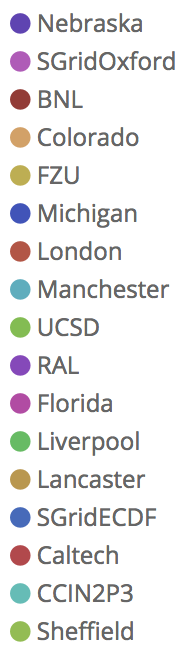 Nebraska
SGridOxford
BNL
Colorado
FZU
Michigan
London
Manchester
UCSD
RAL
Florida
Liverpool
Lancaster
SGridECDF
Caltech
CCIN2P3
Sheffield